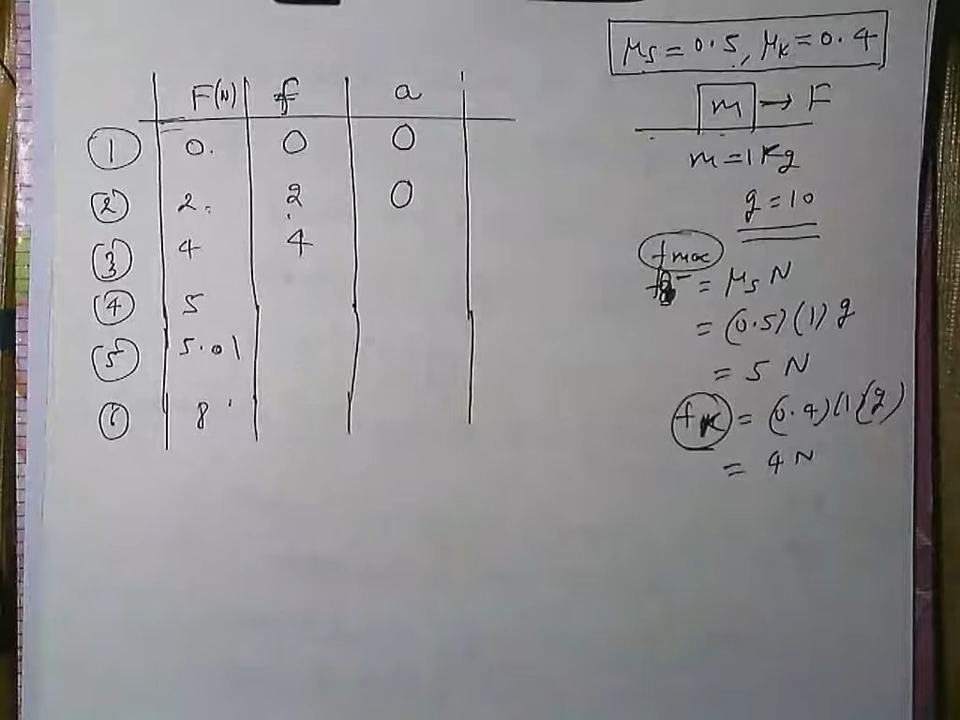 μs = 0.5, μk = 0.4
F(N) f a
① 0. 0 0
② 2. 2 0
③ 4 4
④ 5
⑤ 5.01
⑥ 8
m → F
m = 1 Kg
g = 10
fmax
= μs N
= (0.5)(1) g
= 5 N
fk = (0.4)(1)(g)
= 4 N